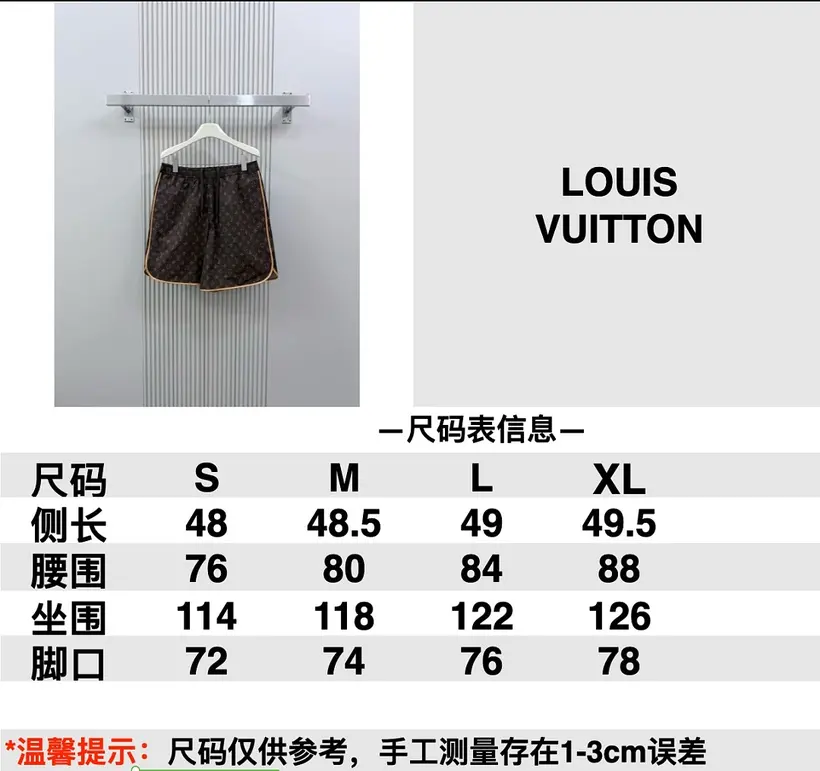 LOUIS
VUITTON
—尺码表信息—
尺码 S M L XL
侧长 48 48.5 49 49.5
腰围 76 80 84 88
坐围 114 118 122 126
脚口 72 74 76 78
*温馨提示：尺码仅供参考，手工测量存在1-3cm误差